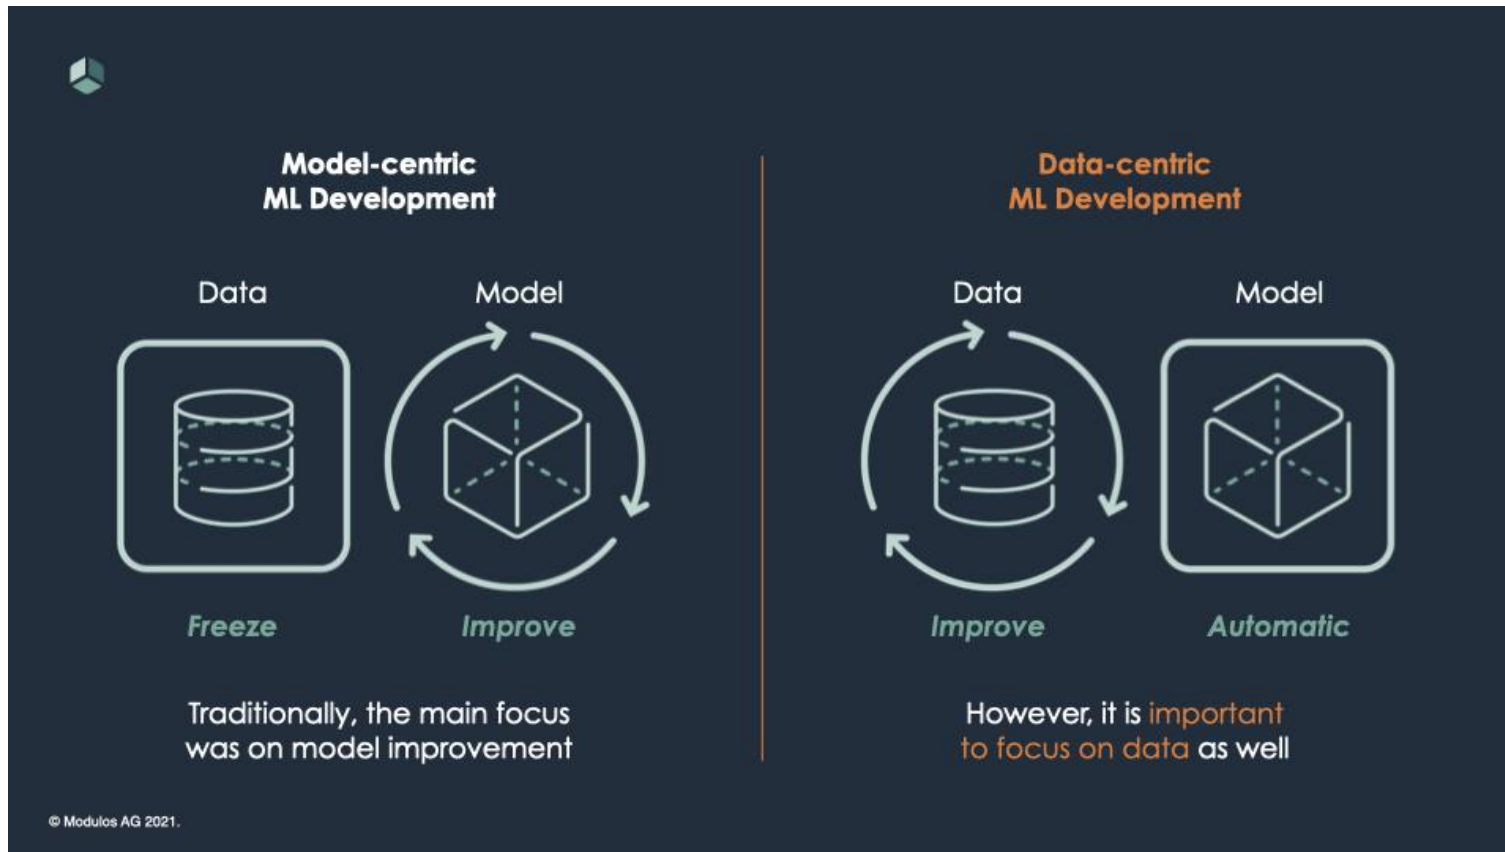 Model-centric
ML Development
Data
Model
Freeze
Improve
Traditionally, the main focus
was on model improvement
Data-centric
ML Development
Data
Model
Improve
Automatic
However, it is important
to focus on data as well
© Modulos AG 2021.